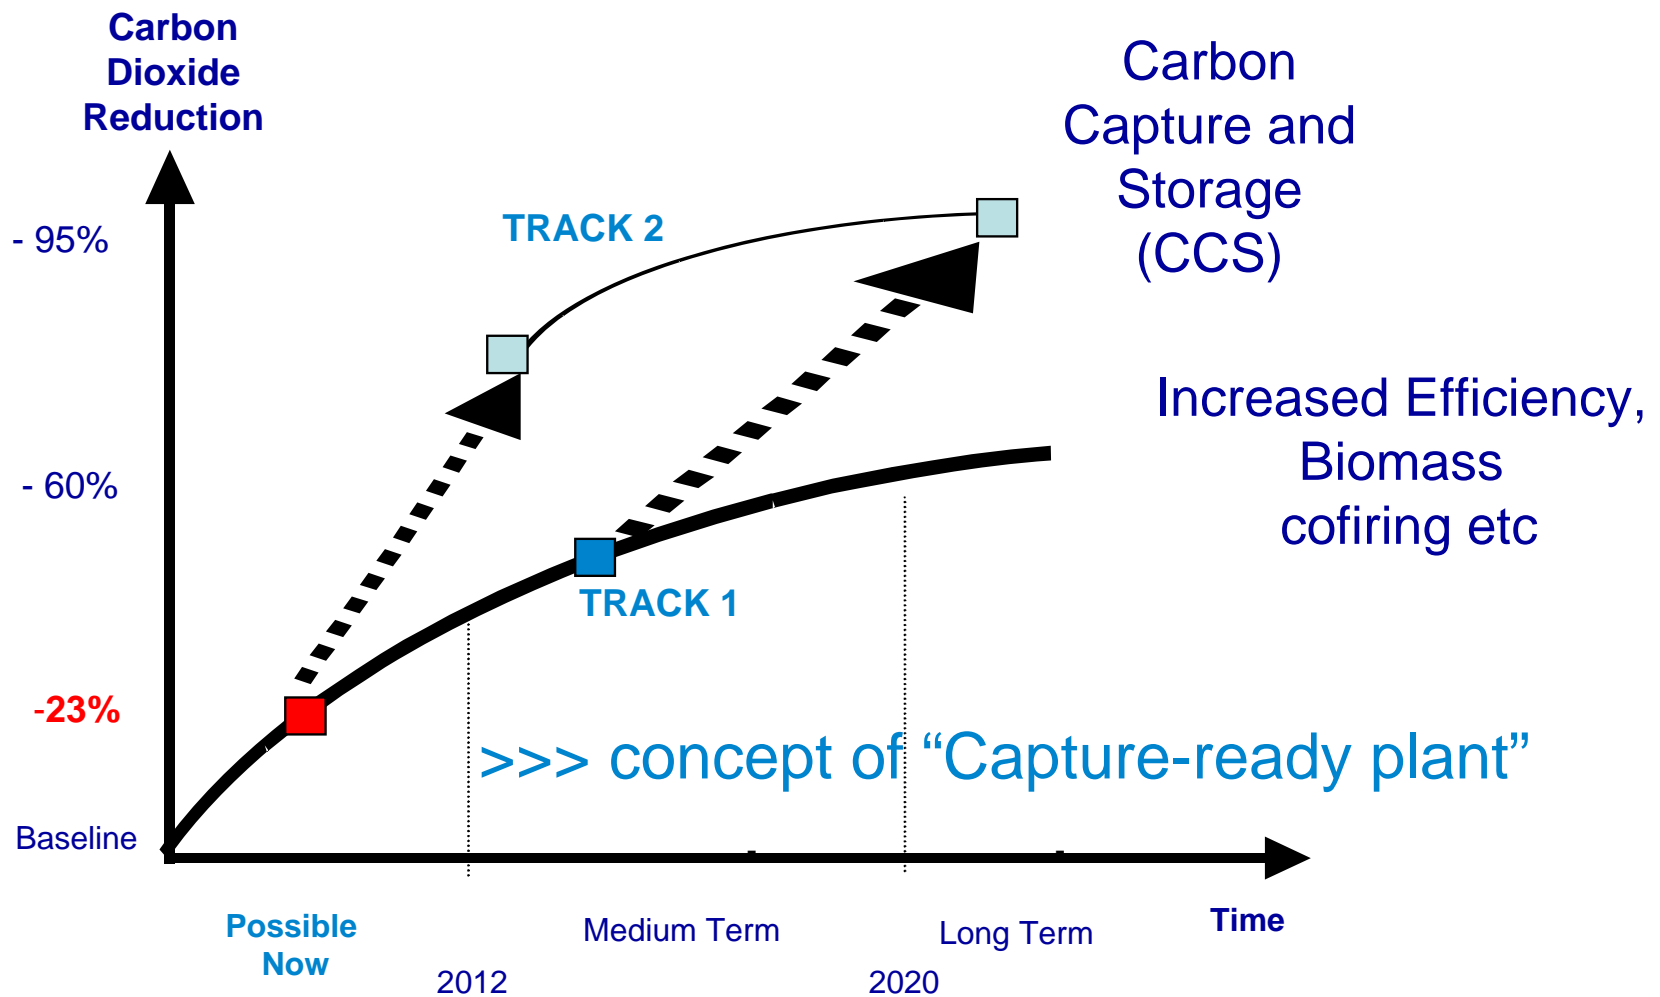 Carbon
Dioxide
Reduction
Carbon
Capture and
Storage
(CCS)
TRACK 2
- 95%
Increased Efficiency,
Biomass
cofiring etc
- 60%
TRACK 1
-23%
>>> concept of “Capture-ready plant”
Baseline
Possible
Now
Medium Term
Long Term
Time
2012
2020